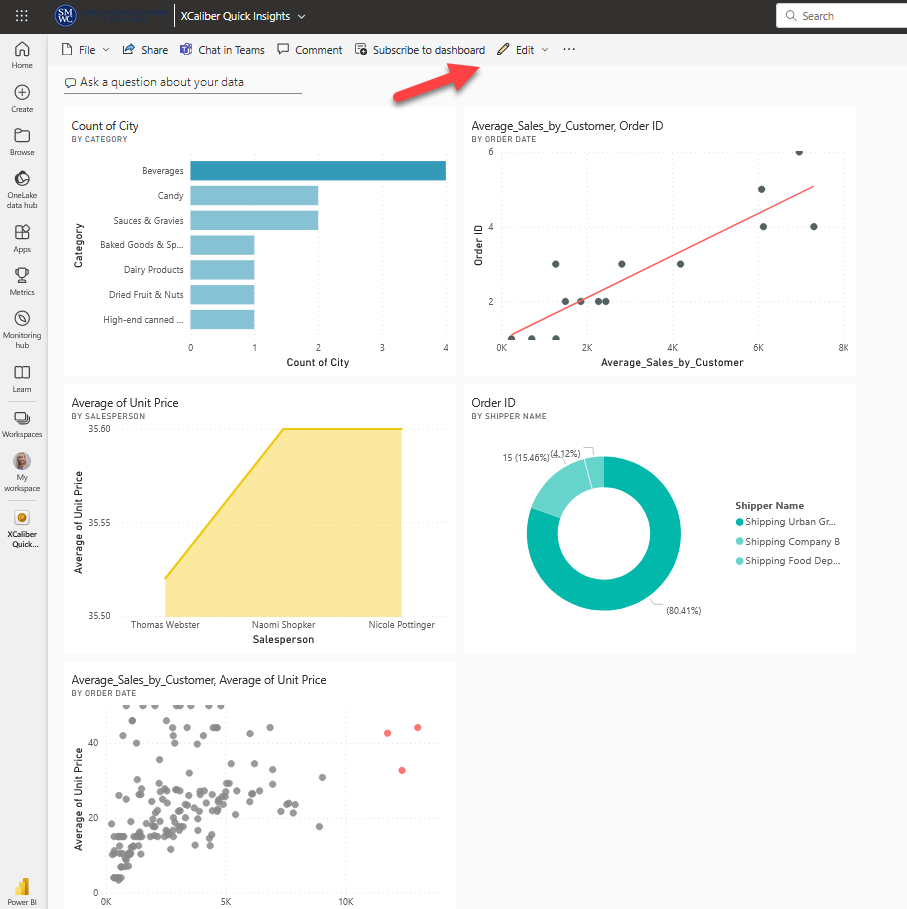 SMWC
XCaliber Quick Insights
Search
File
Share
Chat in Teams
Comment
Subscribe to dashboard
Edit
...
Home
Create
Browse
OneLake
data hub
Apps
Metrics
Monitoring
hub
Learn
Workspaces
My
workspace
XCaliber
Quick...
Power BI
Ask a question about your data
Count of City
BY CATEGORY
Category
Beverages
Candy
Sauces & Gravies
Baked Goods & Sp...
Dairy Products
Dried Fruit & Nuts
High-end canned ...
0 1 2 3 4
Count of City
Average_Sales_by_Customer, Order ID
BY ORDER DATE
Order ID
6
4
2
0K 2K 4K 6K 8K
Average_Sales_by_Customer
Average of Unit Price
BY SALESPERSON
Average of Unit Price
35.60
35.55
35.50
Thomas Webster Naomi Shopker Nicole Pottinger
Salesperson
Order ID
BY SHIPPER NAME
15 (15.46%)
(4.12%)
(80.41%)
Shipper Name
Shipping Urban Gr...
Shipping Company B
Shipping Food Dep...
Average_Sales_by_Customer, Average of Unit Price
BY ORDER DATE
Average of Unit Price
40
20
0
0K 5K 10K